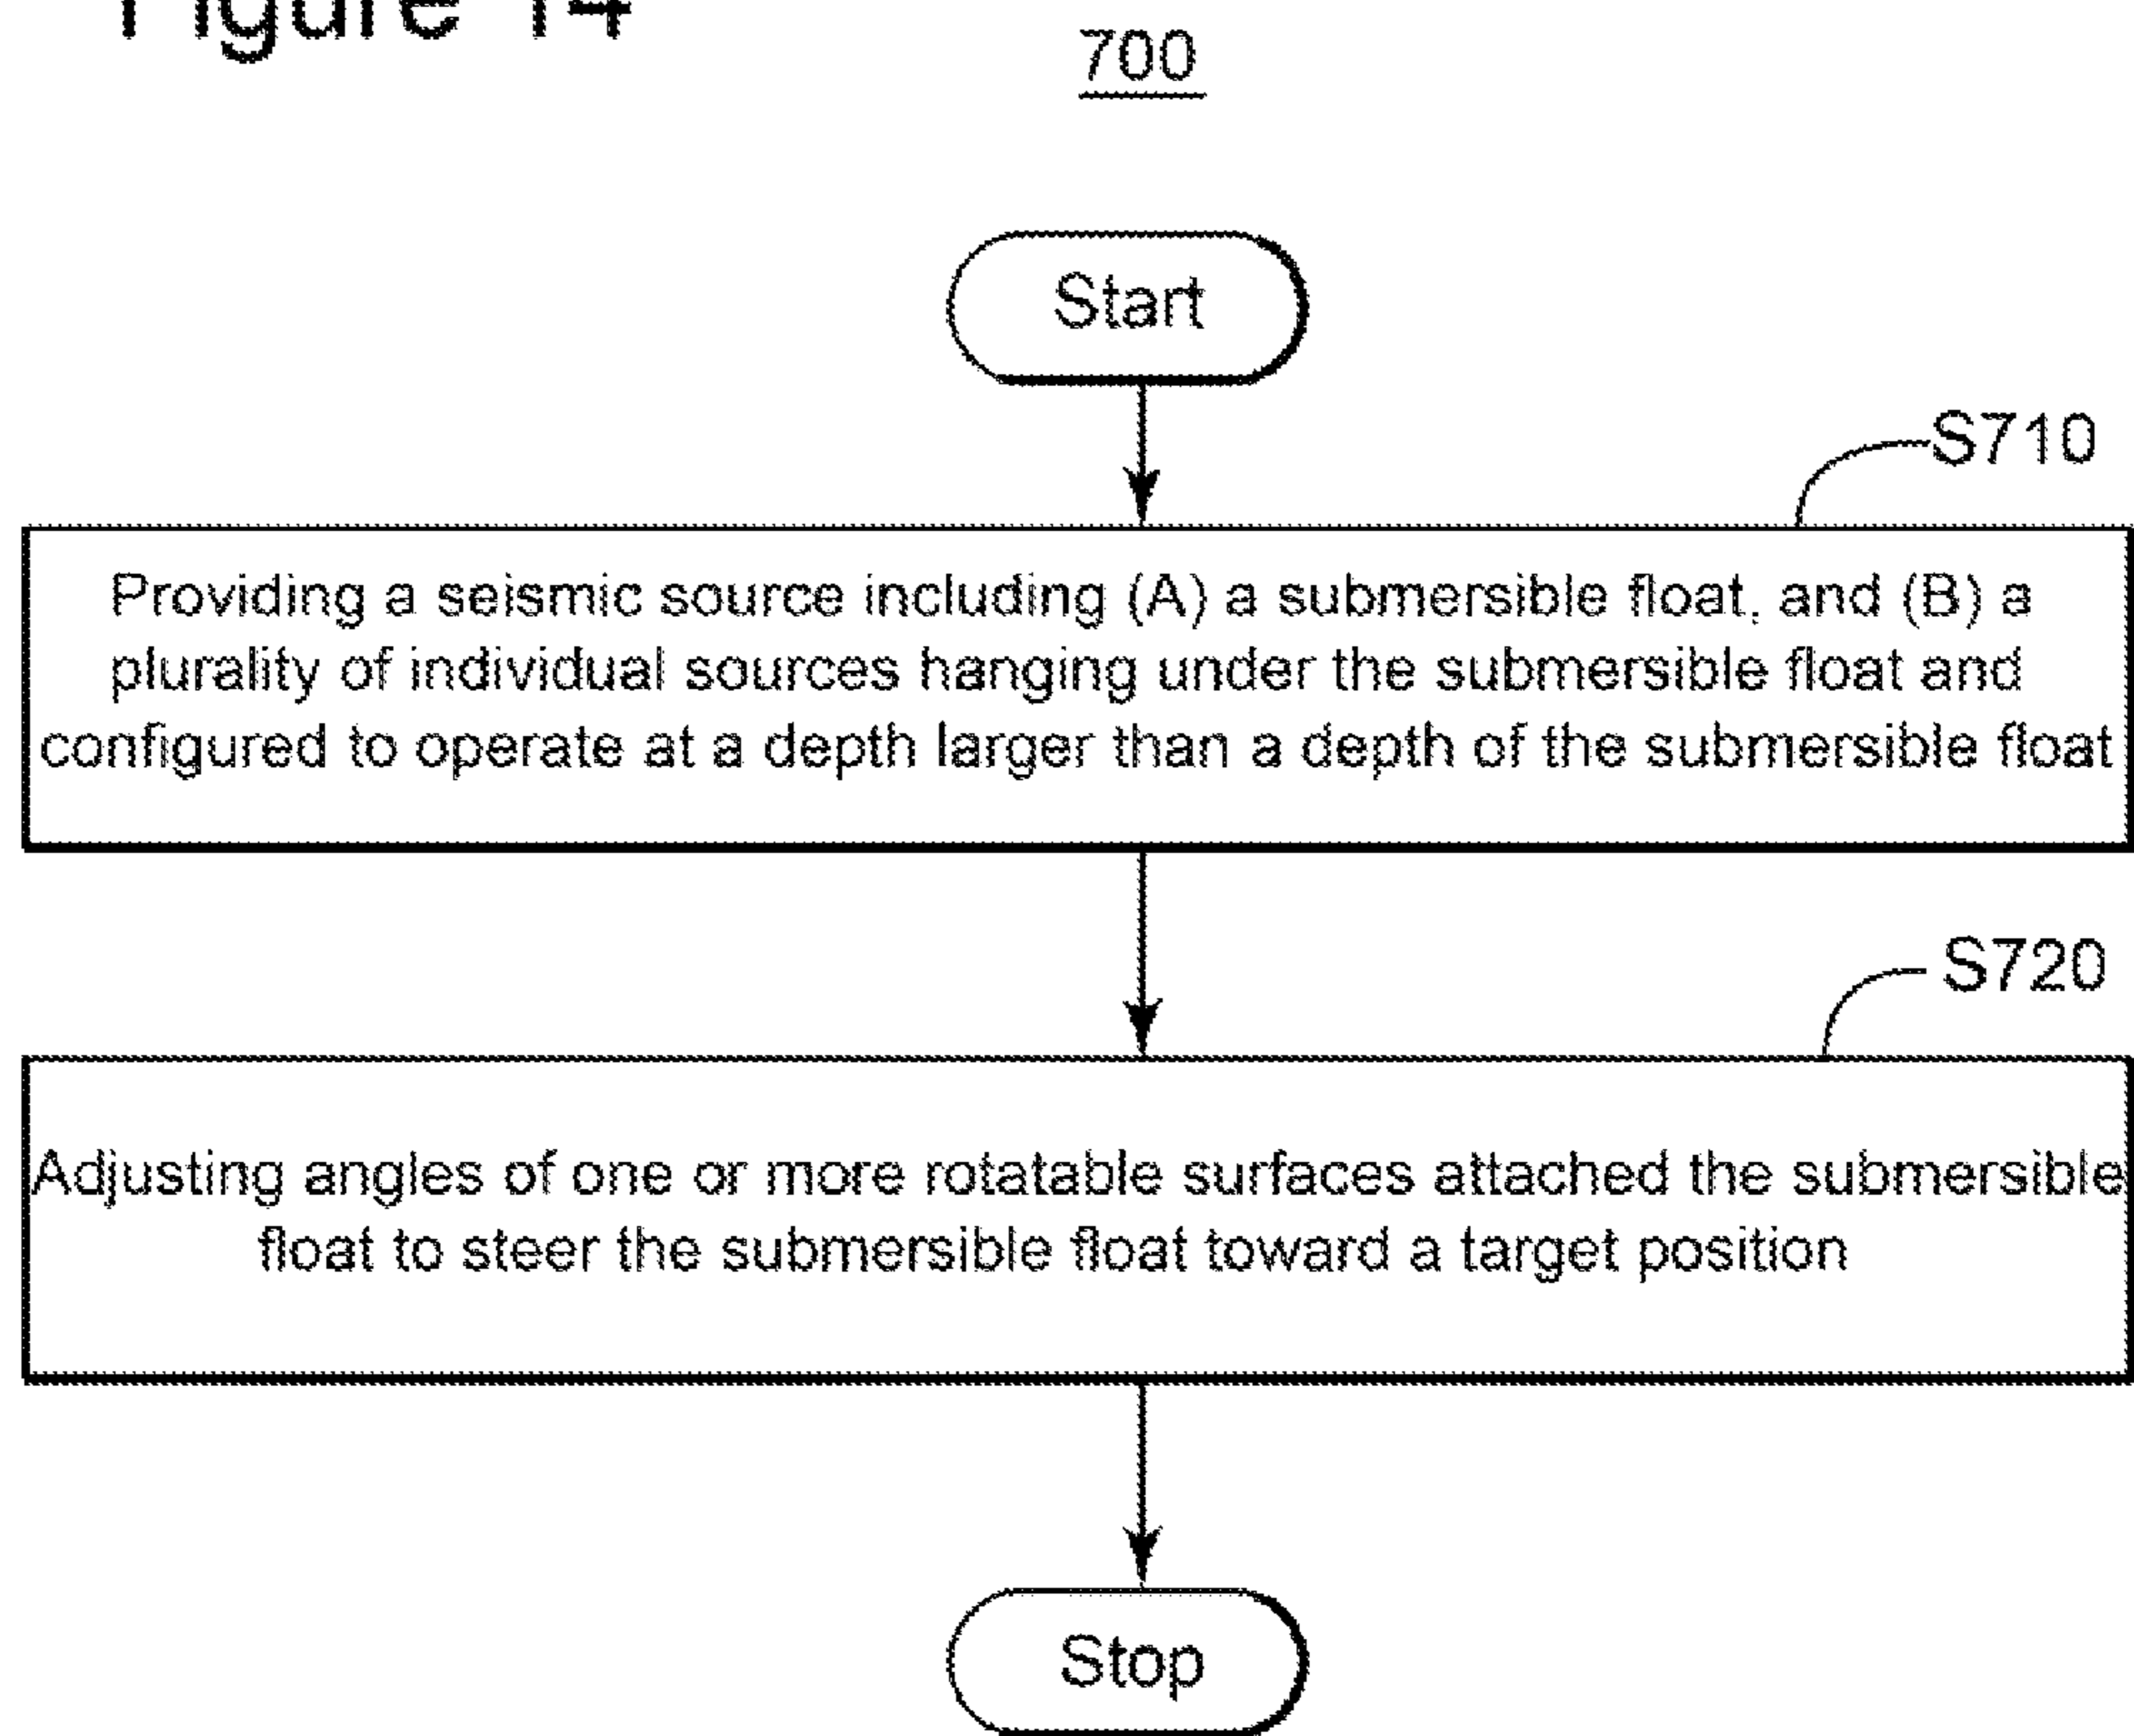 Figure 14
700
Start
S710
Providing a seismic source including (A) a submersible float, and (B) a
plurality of individual sources hanging under the submersible float and
configured to operate at a depth larger than a depth of the submersible float
S720
Adjusting angles of one or more rotatable surfaces attached the submersible
float to steer the submersible float toward a target position
Stop